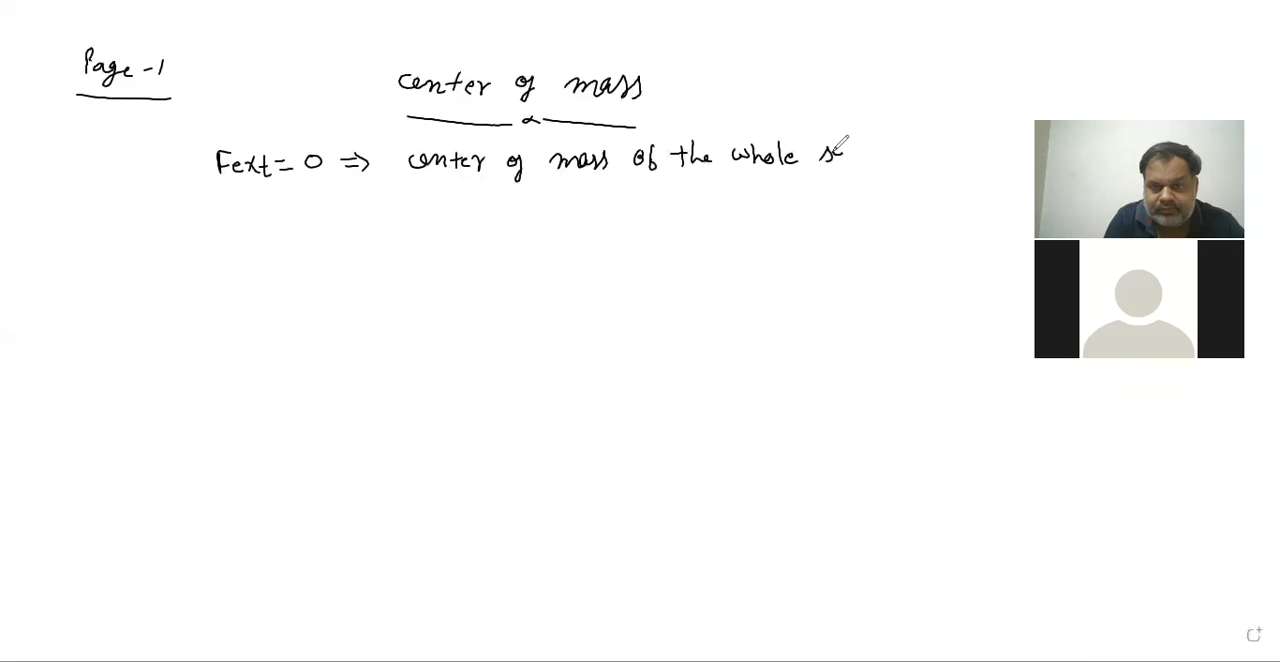 Page-1
center of mass
Fext = 0 ⇒ center of mass of the whole